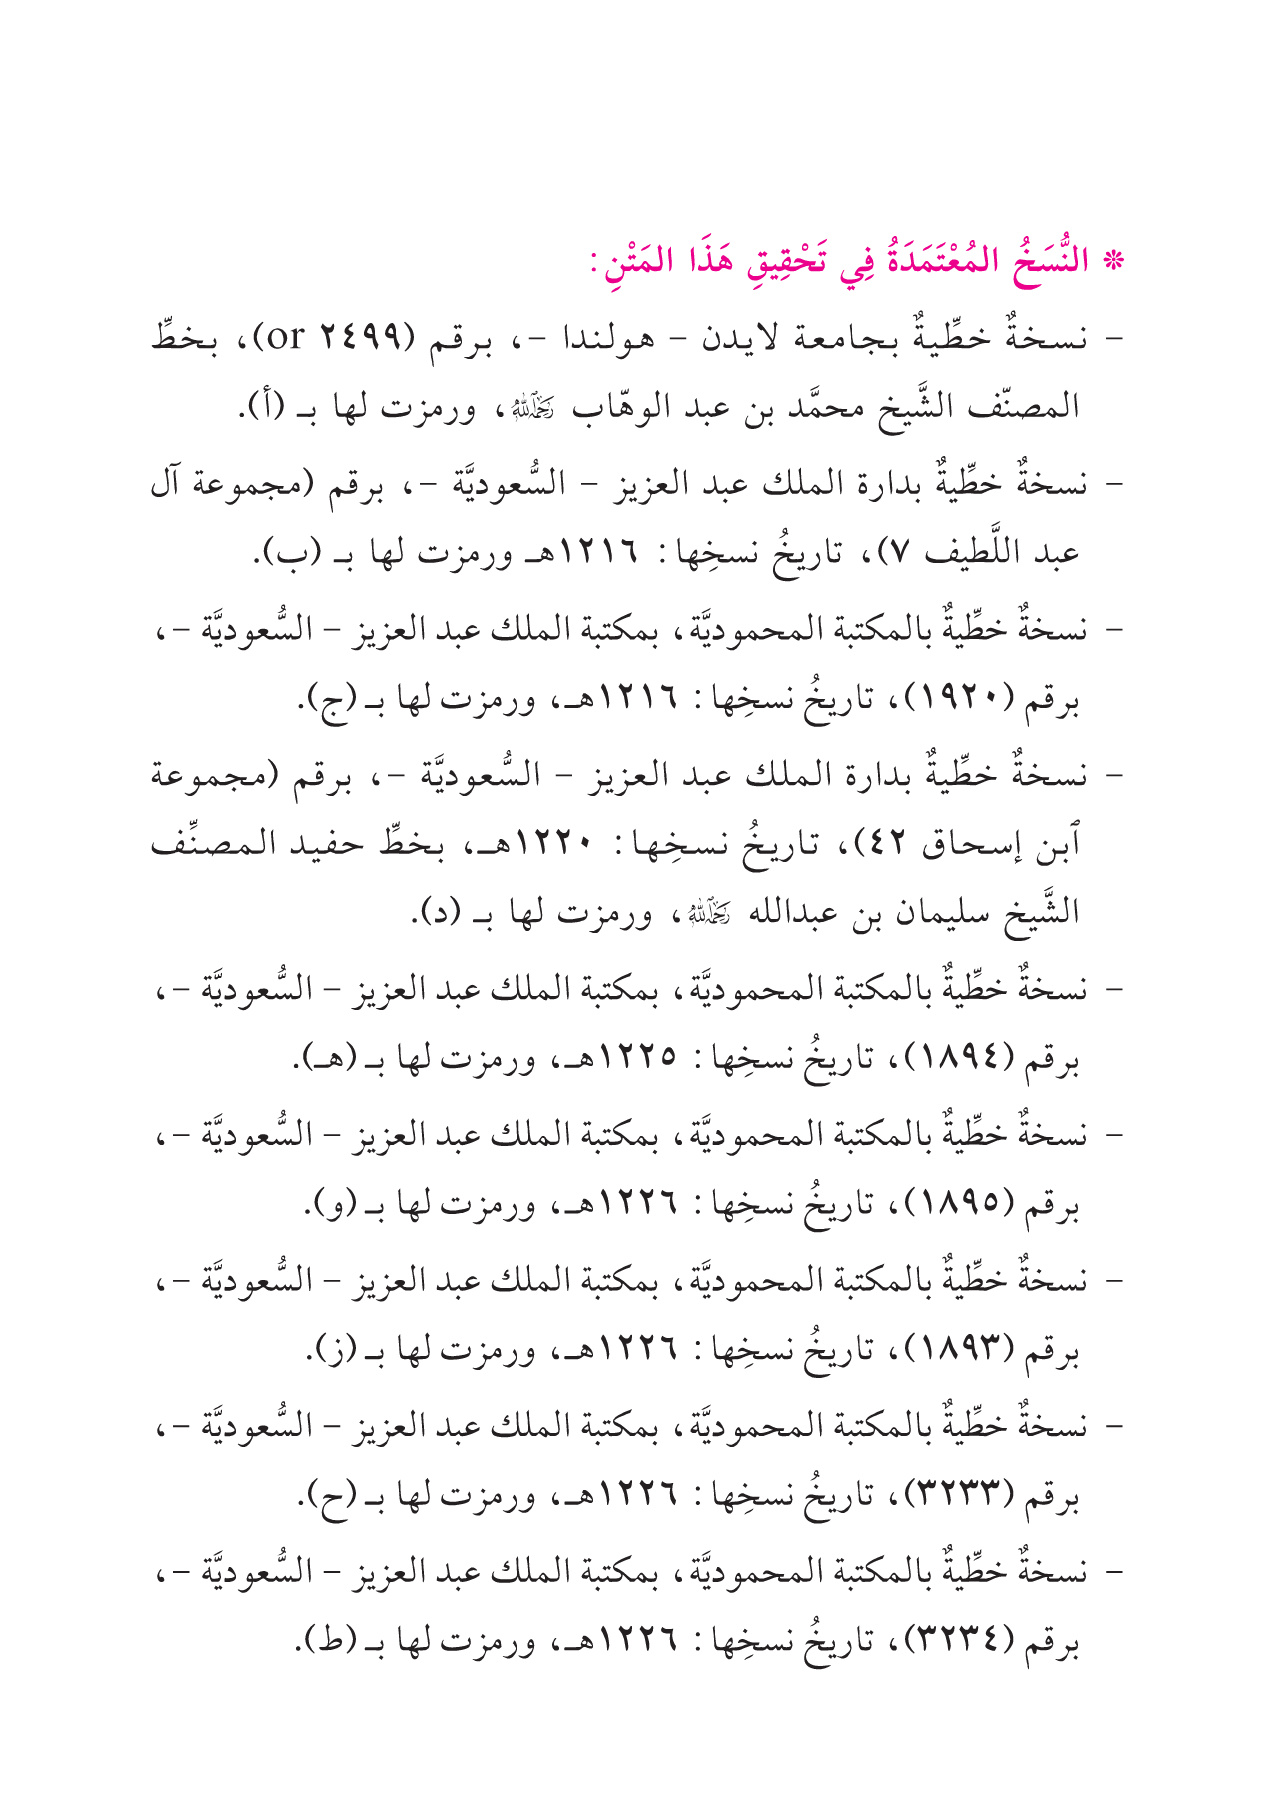 ❊ النُّسَخُ المُعْتَمَدَةُ فِي تَحْقِيقِ هَذَا المَتْنِ:
- نسخةٌ خطِّيةٌ بجامعة لايدن - هولندا -، برقم (or ٢٤٩٩)، بخطِّ
المصنّف الشَّيخ محمَّد بن عبد الوهّاب رَحِمَهُ ٱللَّهُ، ورمزت لها بـ (أ).
- نسخةٌ خطِّيةٌ بدارة الملك عبد العزيز - السُّعوديَّة -، برقم (مجموعة آل
عبد اللَّطيف ٧)، تاريخُ نسخِها: ١٢١٦هـ ورمزت لها بـ (ب).
- نسخةٌ خطِّيةٌ بالمكتبة المحموديَّة، بمكتبة الملك عبد العزيز - السُّعوديَّة -،
برقم (١٩٢٠)، تاريخُ نسخِها: ١٢١٦هـ، ورمزت لها بـ (ج).
- نسخةٌ خطِّيةٌ بدارة الملك عبد العزيز - السُّعوديَّة -، برقم (مجموعة
ٱبن إسحاق ٤٢)، تاريخُ نسخِها: ١٢٢٠هـ، بخطِّ حفيد المصنِّف
الشَّيخ سليمان بن عبدالله رَحِمَهُ ٱللَّهُ، ورمزت لها بـ (د).
- نسخةٌ خطِّيةٌ بالمكتبة المحموديَّة، بمكتبة الملك عبد العزيز - السُّعوديَّة -،
برقم (١٨٩٤)، تاريخُ نسخِها: ١٢٢٥هـ، ورمزت لها بـ (هـ).
- نسخةٌ خطِّيةٌ بالمكتبة المحموديَّة، بمكتبة الملك عبد العزيز - السُّعوديَّة -،
برقم (١٨٩٥)، تاريخُ نسخِها: ١٢٢٦هـ، ورمزت لها بـ (و).
- نسخةٌ خطِّيةٌ بالمكتبة المحموديَّة، بمكتبة الملك عبد العزيز - السُّعوديَّة -،
برقم (١٨٩٣)، تاريخُ نسخِها: ١٢٢٦هـ، ورمزت لها بـ (ز).
- نسخةٌ خطِّيةٌ بالمكتبة المحموديَّة، بمكتبة الملك عبد العزيز - السُّعوديَّة -،
برقم (٣٢٣٣)، تاريخُ نسخِها: ١٢٢٦هـ، ورمزت لها بـ (ح).
- نسخةٌ خطِّيةٌ بالمكتبة المحموديَّة، بمكتبة الملك عبد العزيز - السُّعوديَّة -،
برقم (٣٢٣٤)، تاريخُ نسخِها: ١٢٢٦هـ، ورمزت لها بـ (ط).